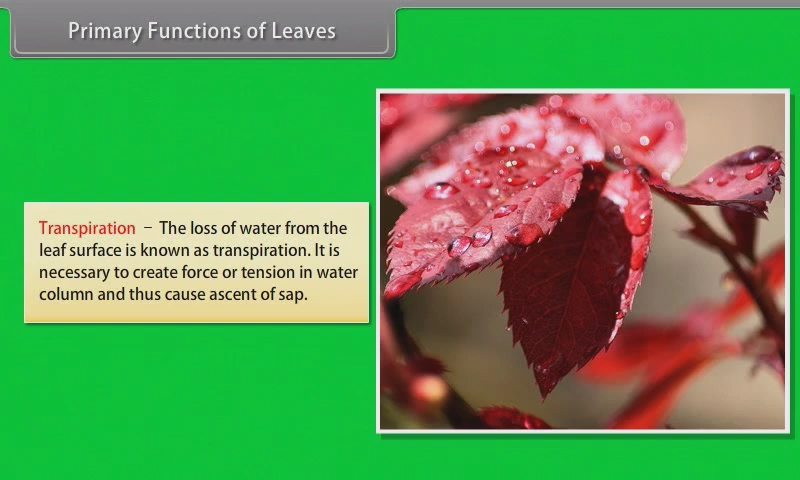 Primary Functions of Leaves
Transpiration – The loss of water from the
leaf surface is known as transpiration. It is
necessary to create force or tension in water
column and thus cause ascent of sap.